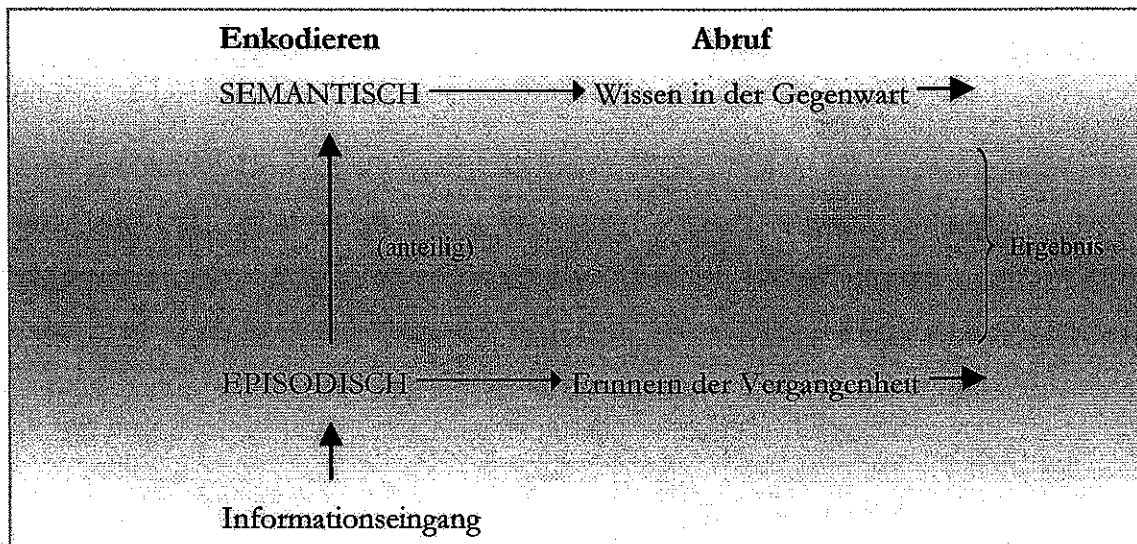 Enkodieren Abruf
SEMANTISCH Wissen in der Gegenwart
(anteilig) Ergebnis
EPISODISCH Erinnern der Vergangenheit
Informationseingang